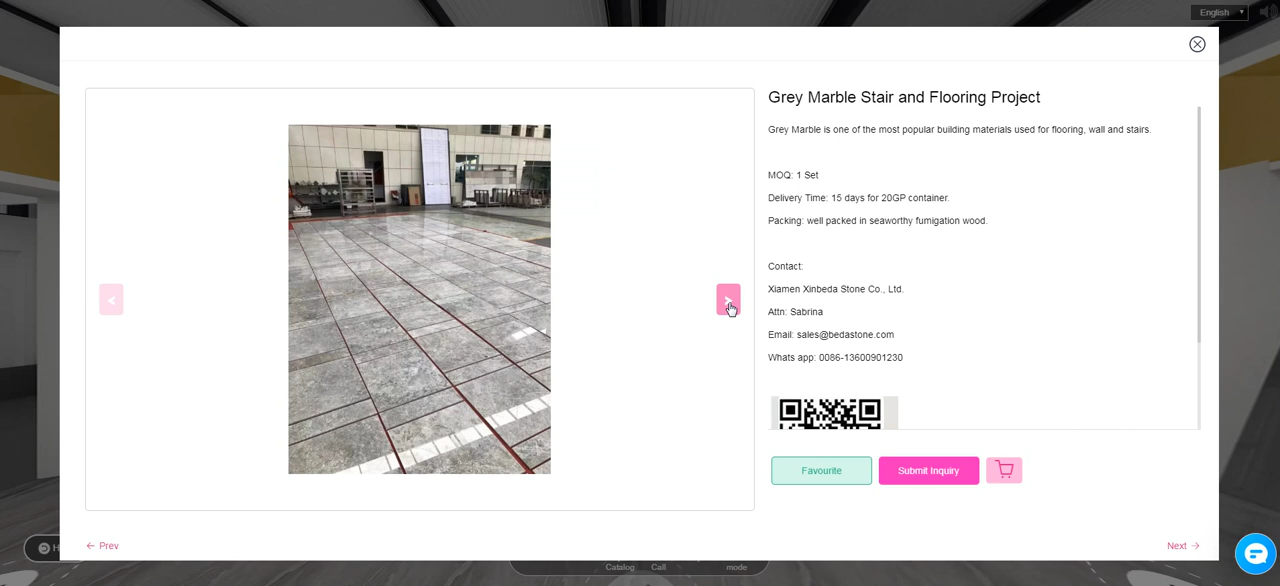 English
Grey Marble Stair and Flooring Project
Grey Marble is one of the most popular building materials used for flooring, wall and stairs.
MOQ: 1 Set
Delivery Time: 15 days for 20GP container.
Packing: well packed in seaworthy fumigation wood.
Contact:
Xiamen Xinbeda Stone Co., Ltd.
Attn: Sabrina
Email: sales@bedastone.com
Whats app: 0086-13600901230
< >
Favourite Submit Inquiry
← Prev Next →
Catalog Call mode